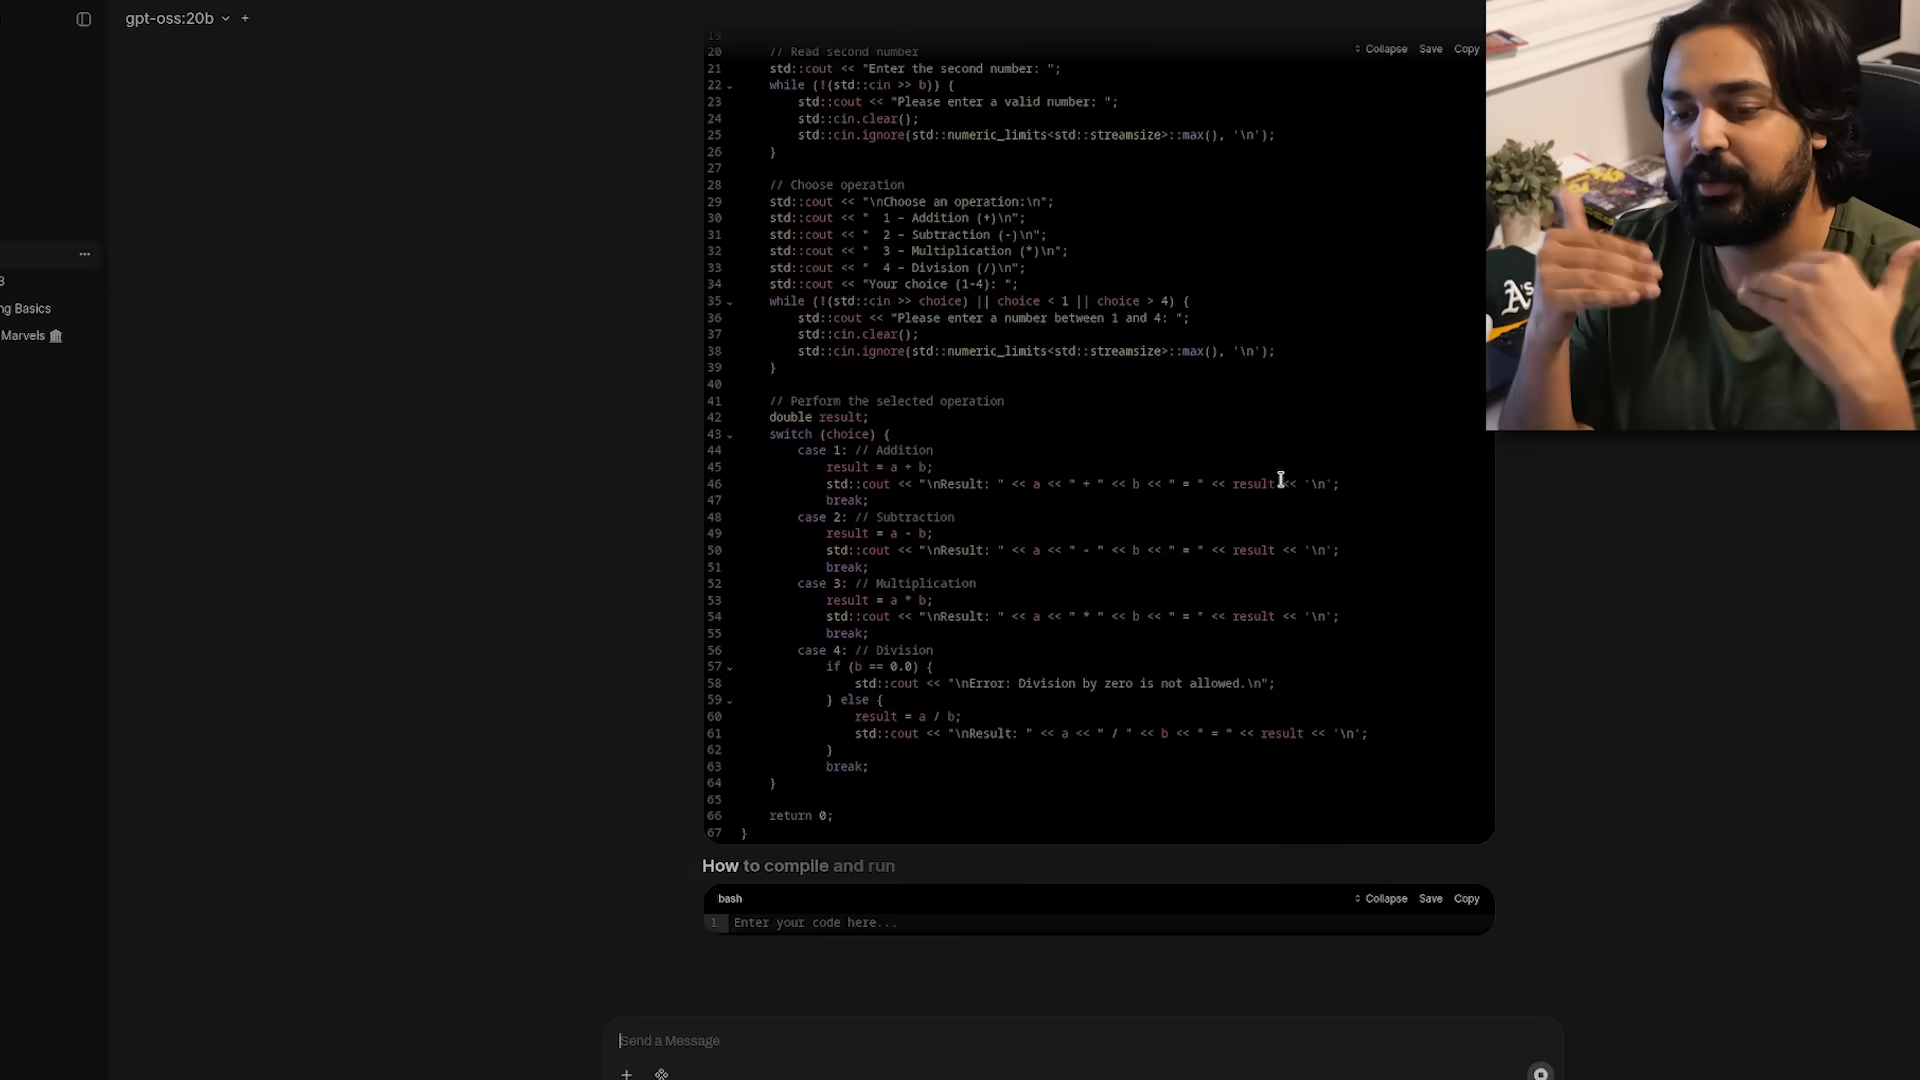 gpt-oss:20b
+
19
20 // Read second number
Collapse Save Copy
21 std::cout << "Enter the second number: ";
22 while (!(std::cin >> b)) {
23 std::cout << "Please enter a valid number: ";
24 std::cin.clear();
25 std::cin.ignore(std::numeric_limits<std::streamsize>::max(), '\n');
26 }
27
28 // Choose operation
29 std::cout << "\nChoose an operation:\n";
30 std::cout << "  1 - Addition (+)\n";
31 std::cout << "  2 - Subtraction (-)\n";
32 std::cout << "  3 - Multiplication (*)\n";
33 std::cout << "  4 - Division (/)\n";
34 std::cout << "Your choice (1-4): ";
35 while (!(std::cin >> choice) || choice < 1 || choice > 4) {
36 std::cout << "Please enter a number between 1 and 4: ";
37 std::cin.clear();
38 std::cin.ignore(std::numeric_limits<std::streamsize>::max(), '\n');
39 }
40
41 // Perform the selected operation
42 double result;
43 switch (choice) {
44 case 1: // Addition
45 result = a + b;
46 std::cout << "\nResult: " << a << " + " << b << " = " << result << '\n';
47 break;
48 case 2: // Subtraction
49 result = a - b;
50 std::cout << "\nResult: " << a << " - " << b << " = " << result << '\n';
51 break;
52 case 3: // Multiplication
53 result = a * b;
54 std::cout << "\nResult: " << a << " * " << b << " = " << result << '\n';
55 break;
56 case 4: // Division
57 if (b == 0.0) {
58 std::cout << "\nError: Division by zero is not allowed.\n";
59 } else {
60 result = a / b;
61 std::cout << "\nResult: " << a << " / " << b << " = " << result << '\n';
62 }
63 break;
64 }
65
66 return 0;
67 }
How to compile and run
bash
Collapse Save Copy
1 Enter your code here...
Send a Message
+
...
3
ng Basics
Marvels 🏛
A's